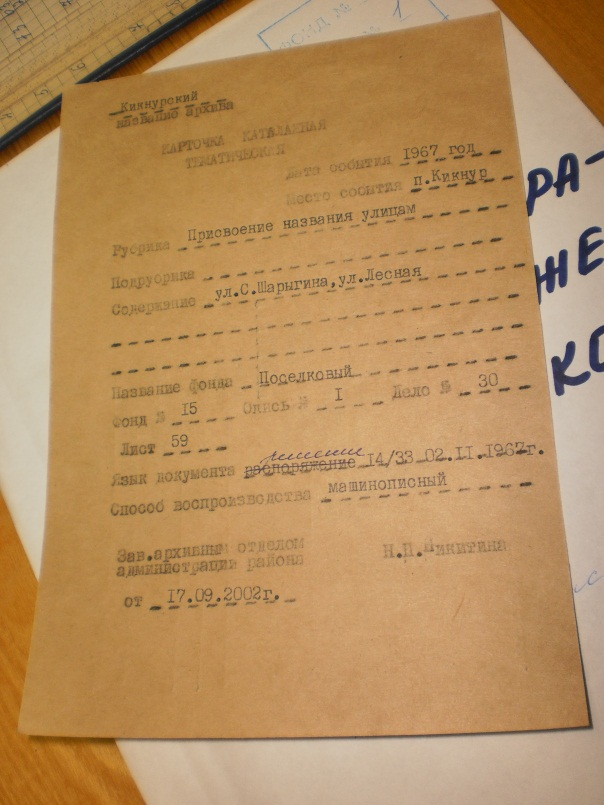 ФОНД №
1
Кикнурский
название архива
КАРТОЧКА КАТАЛАЖНАЯ
ТЕМАТИЧЕСКАЯ
Дата события 1967 год
Место события п.Кикнур
Рубрика Присвоение названия улицам
Подрубрика
Содержание ул.С.Шарыгина,ул.Лесная
Название фонда Поселковый
Фонд № 15 Опись № I Дело № 30
Лист 59
решение
Язык документа распоряжение 14/33 02.II.1967г.
Способ воспроизводства машинописный
Зав.архивным отделом
администрации района Н.П.Никитина
от 17.09.2002г.
РА-
ЖЕ
КО